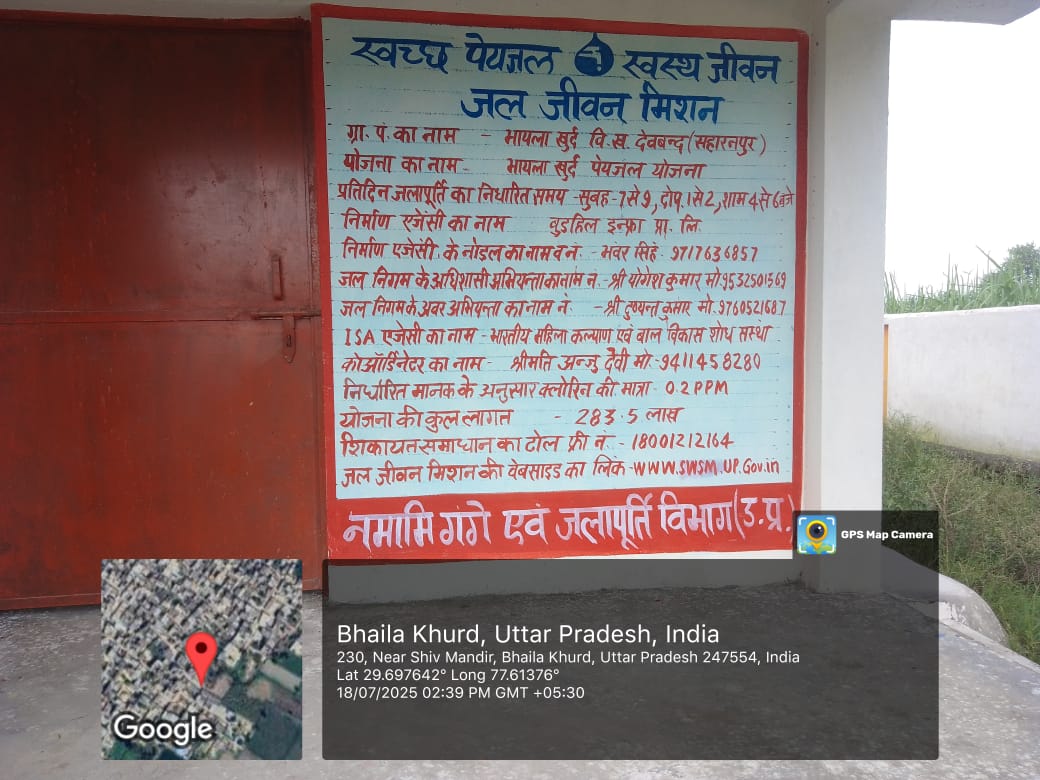 स्वच्छ पेयजल स्वस्थ जीवन
जल जीवन मिशन
ग्रा. पं. का नाम - भायला खुर्द वि.ख. देवबन्द (सहारनपुर)
योजना का नाम - भायला खुर्द पेयजल योजना
प्रतिदिन जलापूर्ति का निर्धारित समय - सुबह - 7 से 9, दोप. 1 से 2, शाम 4 से 6 बजे
निर्माण एजेंसी का नाम वुडहिल इन्फ्रा प्रा. लि.
निर्माण एजेंसी के नोडल का नाम व नं. - भंवर सिंह 9717636857
जल निगम के अधिशासी अभियन्ता का नाम नं. - श्री योगेश कुमार मो. 9532501569
जल निगम के अवर अभियन्ता का नाम नं. - श्री दुष्यन्त कुमार मो. 9760521687
ISA एजेंसी का नाम - भारतीय महिला कल्याण एवं बाल विकास शोध संस्था
कोऑर्डिनेटर का नाम - श्रीमति अन्जु देवी मो. 9411458280
निर्धारित मानक के अनुसार क्लोरिन की मात्रा - 0.2 PPM
योजना की कुल लागत - 283.5 लाख
शिकायत समाधान का टोल फ्री नं. - 18001212164
जल जीवन मिशन की वेबसाइड का लिंक - WWW.SWSM.UP.Gov.in
नमामि गंगे एवं जलापूर्ति विभाग (उ.प्र.)
GPS Map Camera
Bhaila Khurd, Uttar Pradesh, India
230, Near Shiv Mandir, Bhaila Khurd, Uttar Pradesh 247554, India
Lat 29.697642° Long 77.61376°
18/07/2025 02:39 PM GMT +05:30
Google